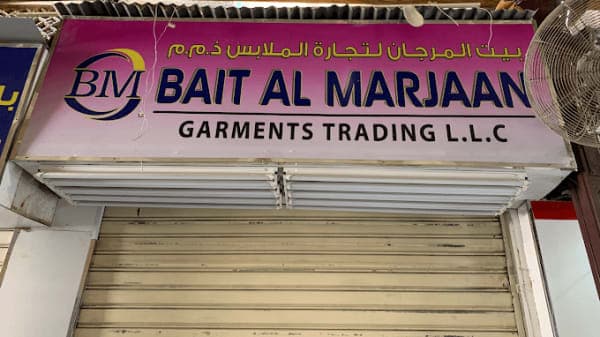 بيت المرجان لتجارة الملابس ذ.م.م
BM
BAIT AL MARJAAN
GARMENTS TRADING L.L.C